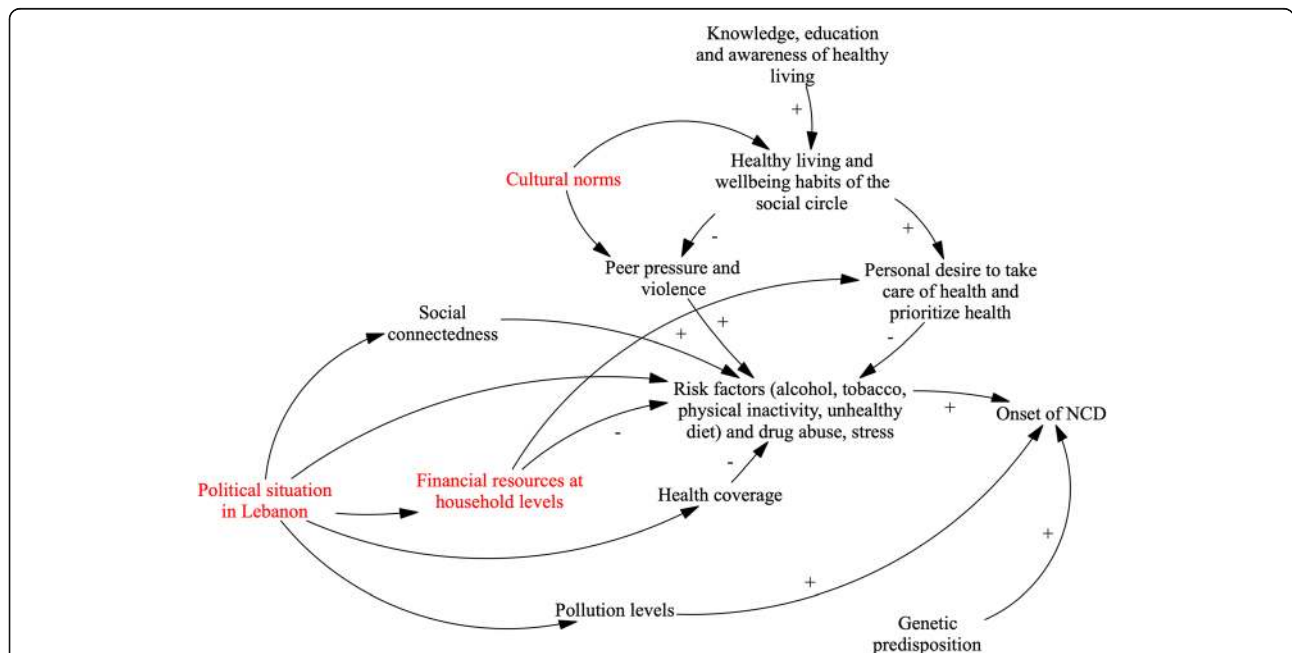 Knowledge, education
and awareness of healthy
living
+
Cultural norms
Healthy living and
wellbeing habits of the
social circle
-
+
Peer pressure and
violence
Personal desire to take
care of health and
prioritize health
Social
connectedness
+
+
-
Risk factors (alcohol, tobacco,
physical inactivity, unhealthy
diet) and drug abuse, stress
+
Onset of NCD
-
Political situation
in Lebanon
Financial resources at
household levels
-
Health coverage
+
+
Pollution levels
Genetic
predisposition